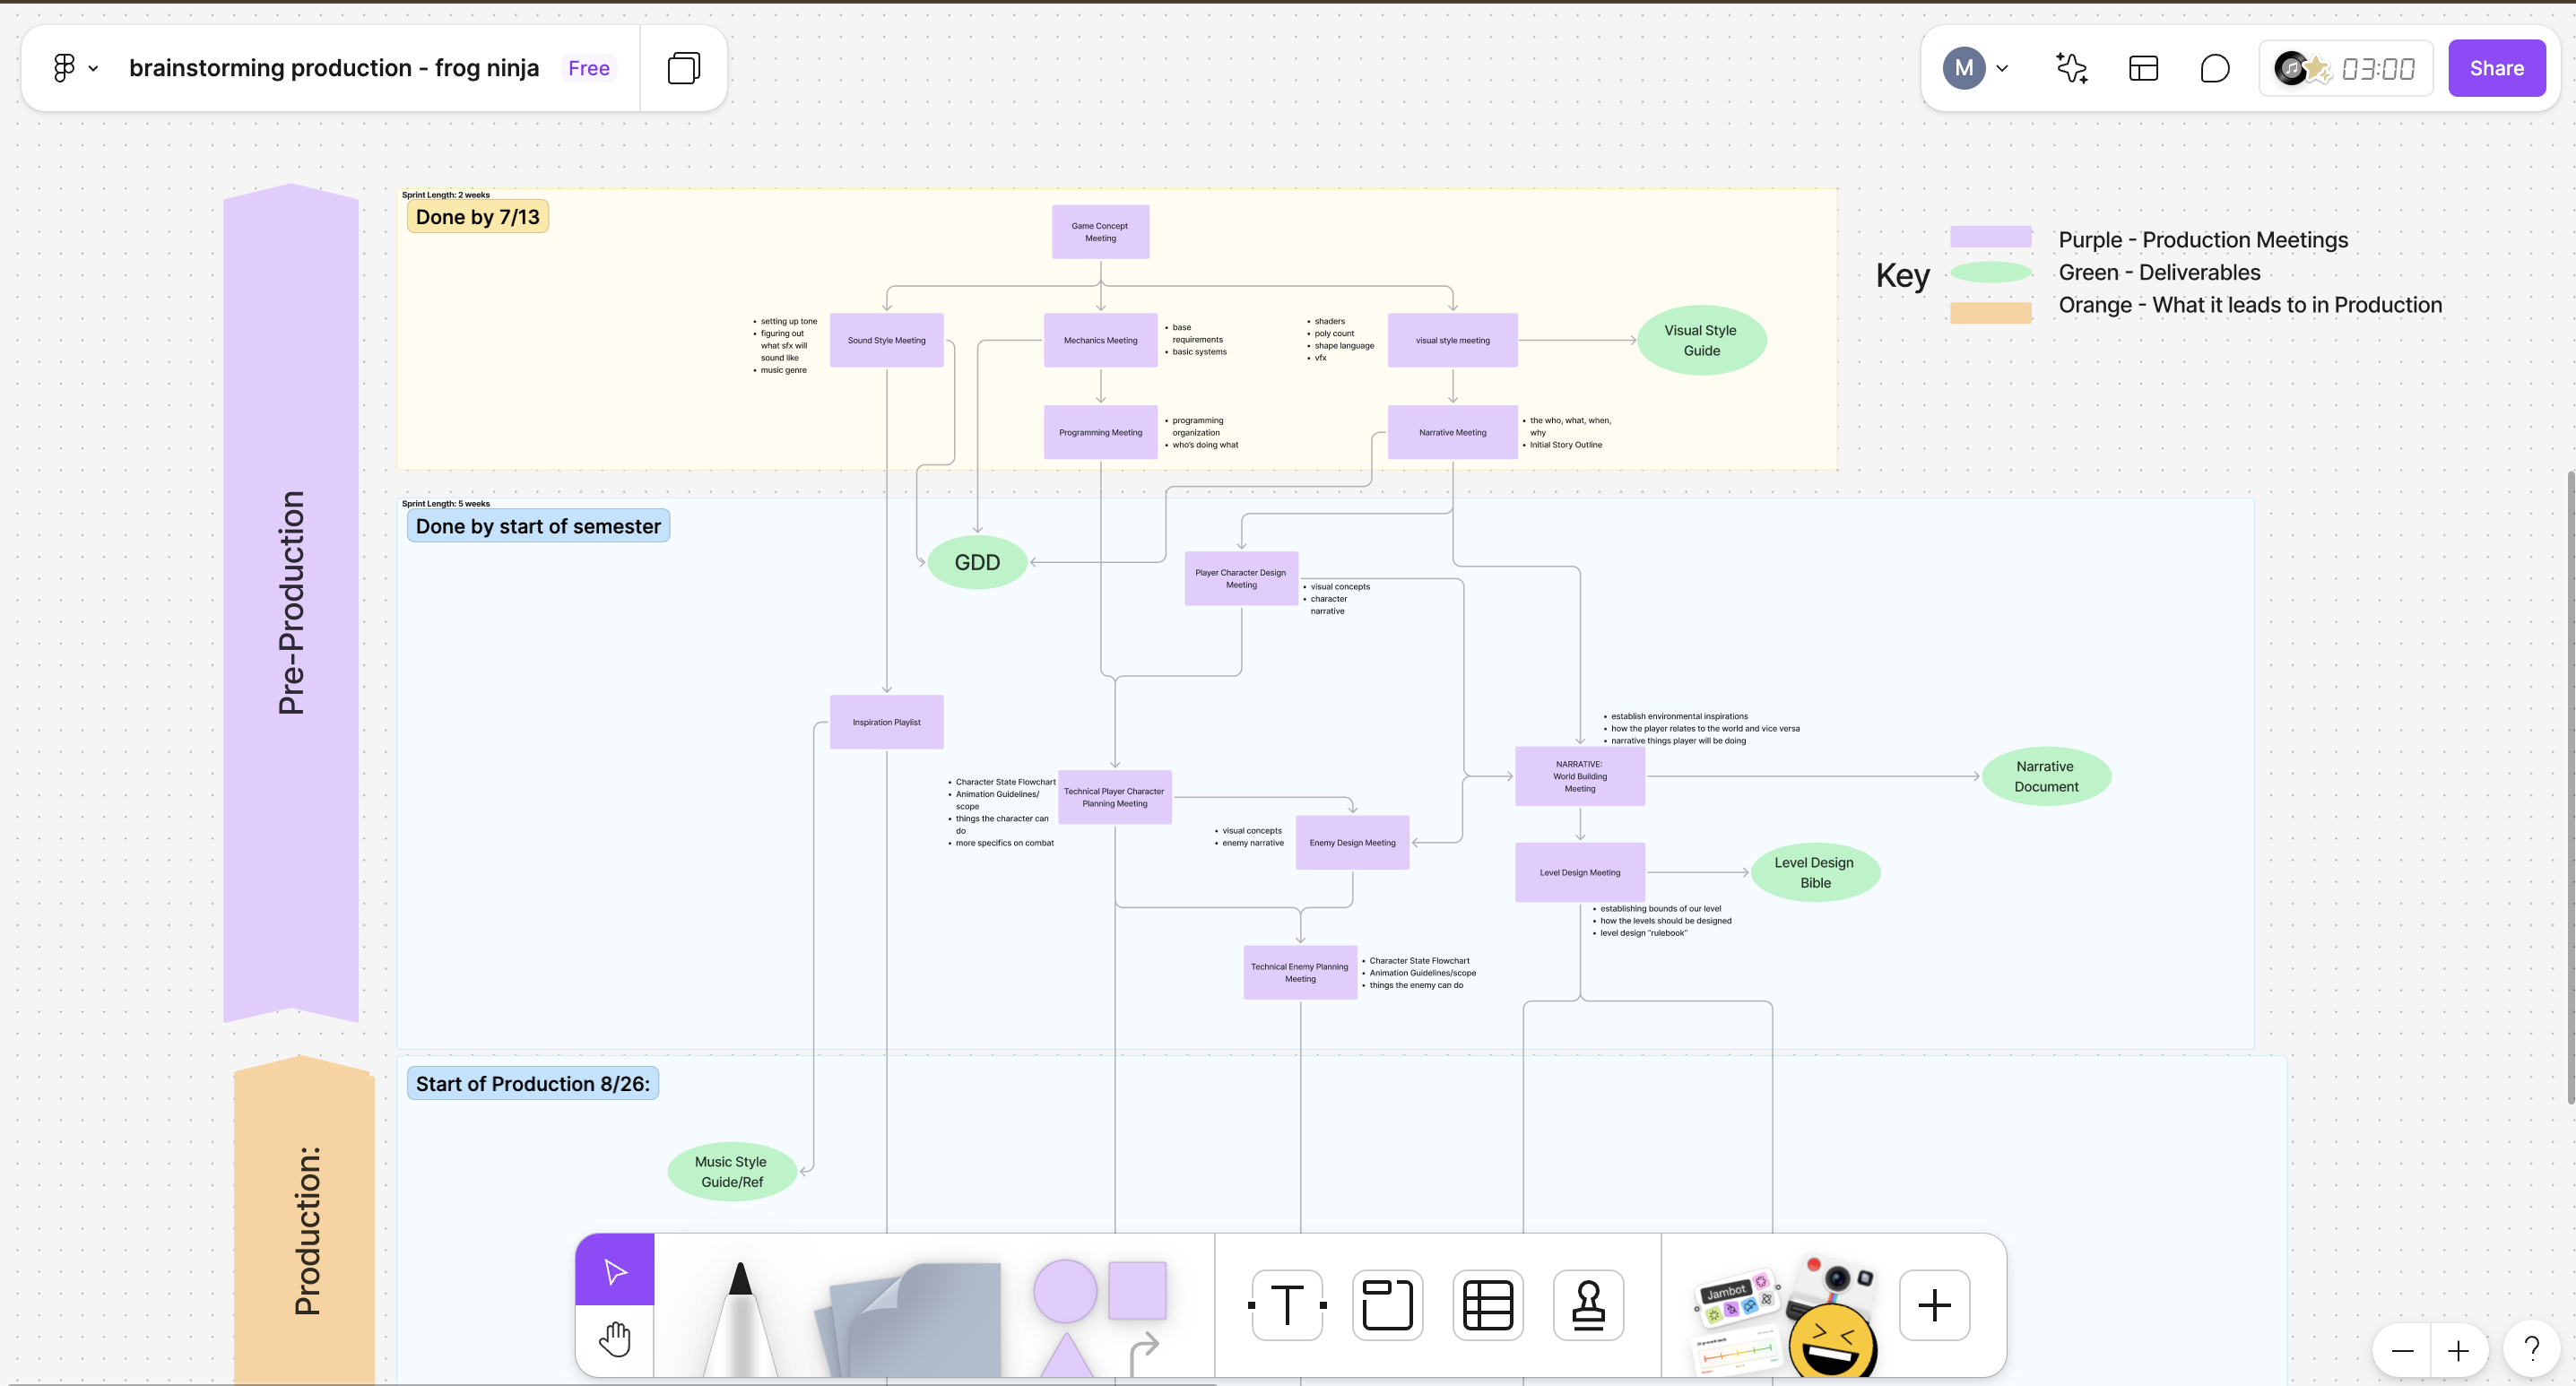 brainstorming production - frog ninja
Free
M
03:00
Share
Sprint Length: 2 weeks
Done by 7/13
Game Concept
Meeting
Key
Purple - Production Meetings
Green - Deliverables
Orange - What it leads to in Production
• setting up tone
• figuring out
what sfx will
sound like
• music genre
Sound Style Meeting
Mechanics Meeting
• base
requirements
• basic systems
• shaders
• poly count
• shape language
• vfx
visual style meeting
Visual Style
Guide
Programming Meeting
• programming
organization
• who's doing what
Narrative Meeting
• the who, what, when,
why
• Initial Story Outline
Pre-Production
Sprint Length: 5 weeks
Done by start of semester
GDD
Player Character Design
Meeting
• visual concepts
• character
narrative
Inspiration Playlist
• Character State Flowchart
• Animation Guidelines/
scope
• things the character can
do
• more specifics on combat
Technical Player Character
Planning Meeting
• visual concepts
• enemy narrative
Enemy Design Meeting
• establish environmental inspirations
• how the player relates to the world and vice versa
• narrative things player will be doing
NARRATIVE:
World Building
Meeting
Narrative
Document
Level Design Meeting
Level Design
Bible
• establishing bounds of our level
• how the levels should be designed
• level design "rulebook"
Technical Enemy Planning
Meeting
• Character State Flowchart
• Animation Guidelines/scope
• things the enemy can do
Production:
Start of Production 8/26:
Music Style
Guide/Ref
T
Jambot
?